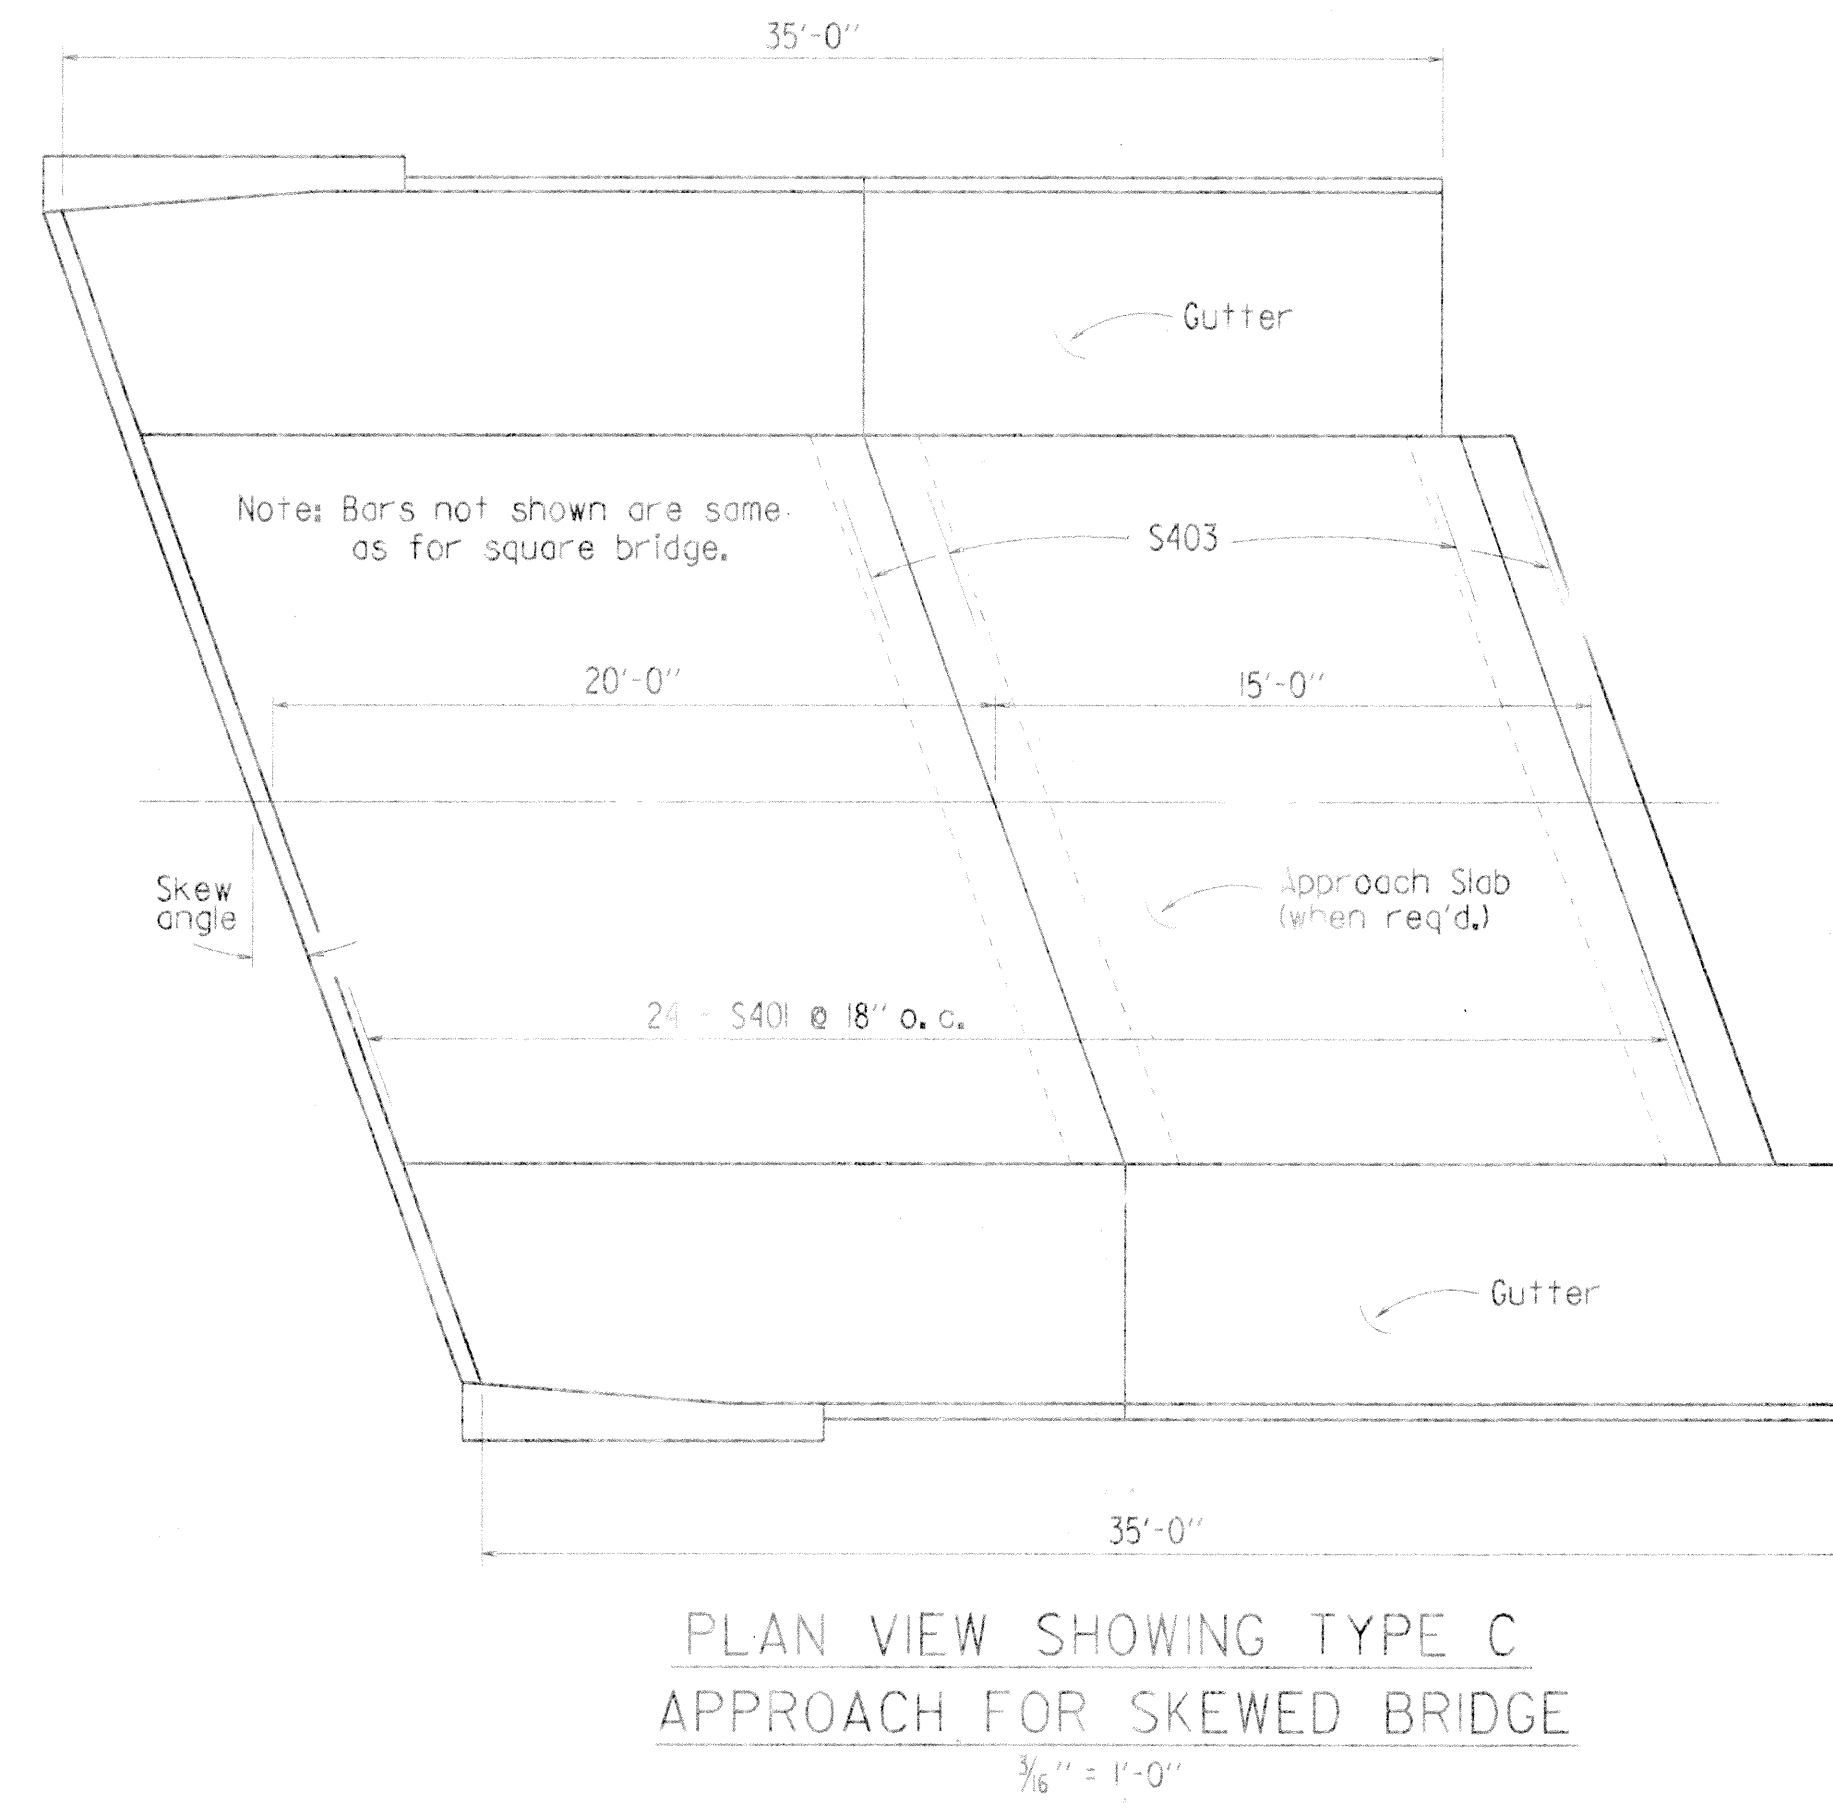 35'-0"
Gutter
Note: Bars not shown are same
as for square bridge.
S403
20'-0"
15'-0"
Skew
angle
Approach Slab
(when req'd.)
24 - S401 @ 18" o.c.
Gutter
35'-0"
PLAN VIEW SHOWING TYPE C
APPROACH FOR SKEWED BRIDGE
3/16" = 1'-0"